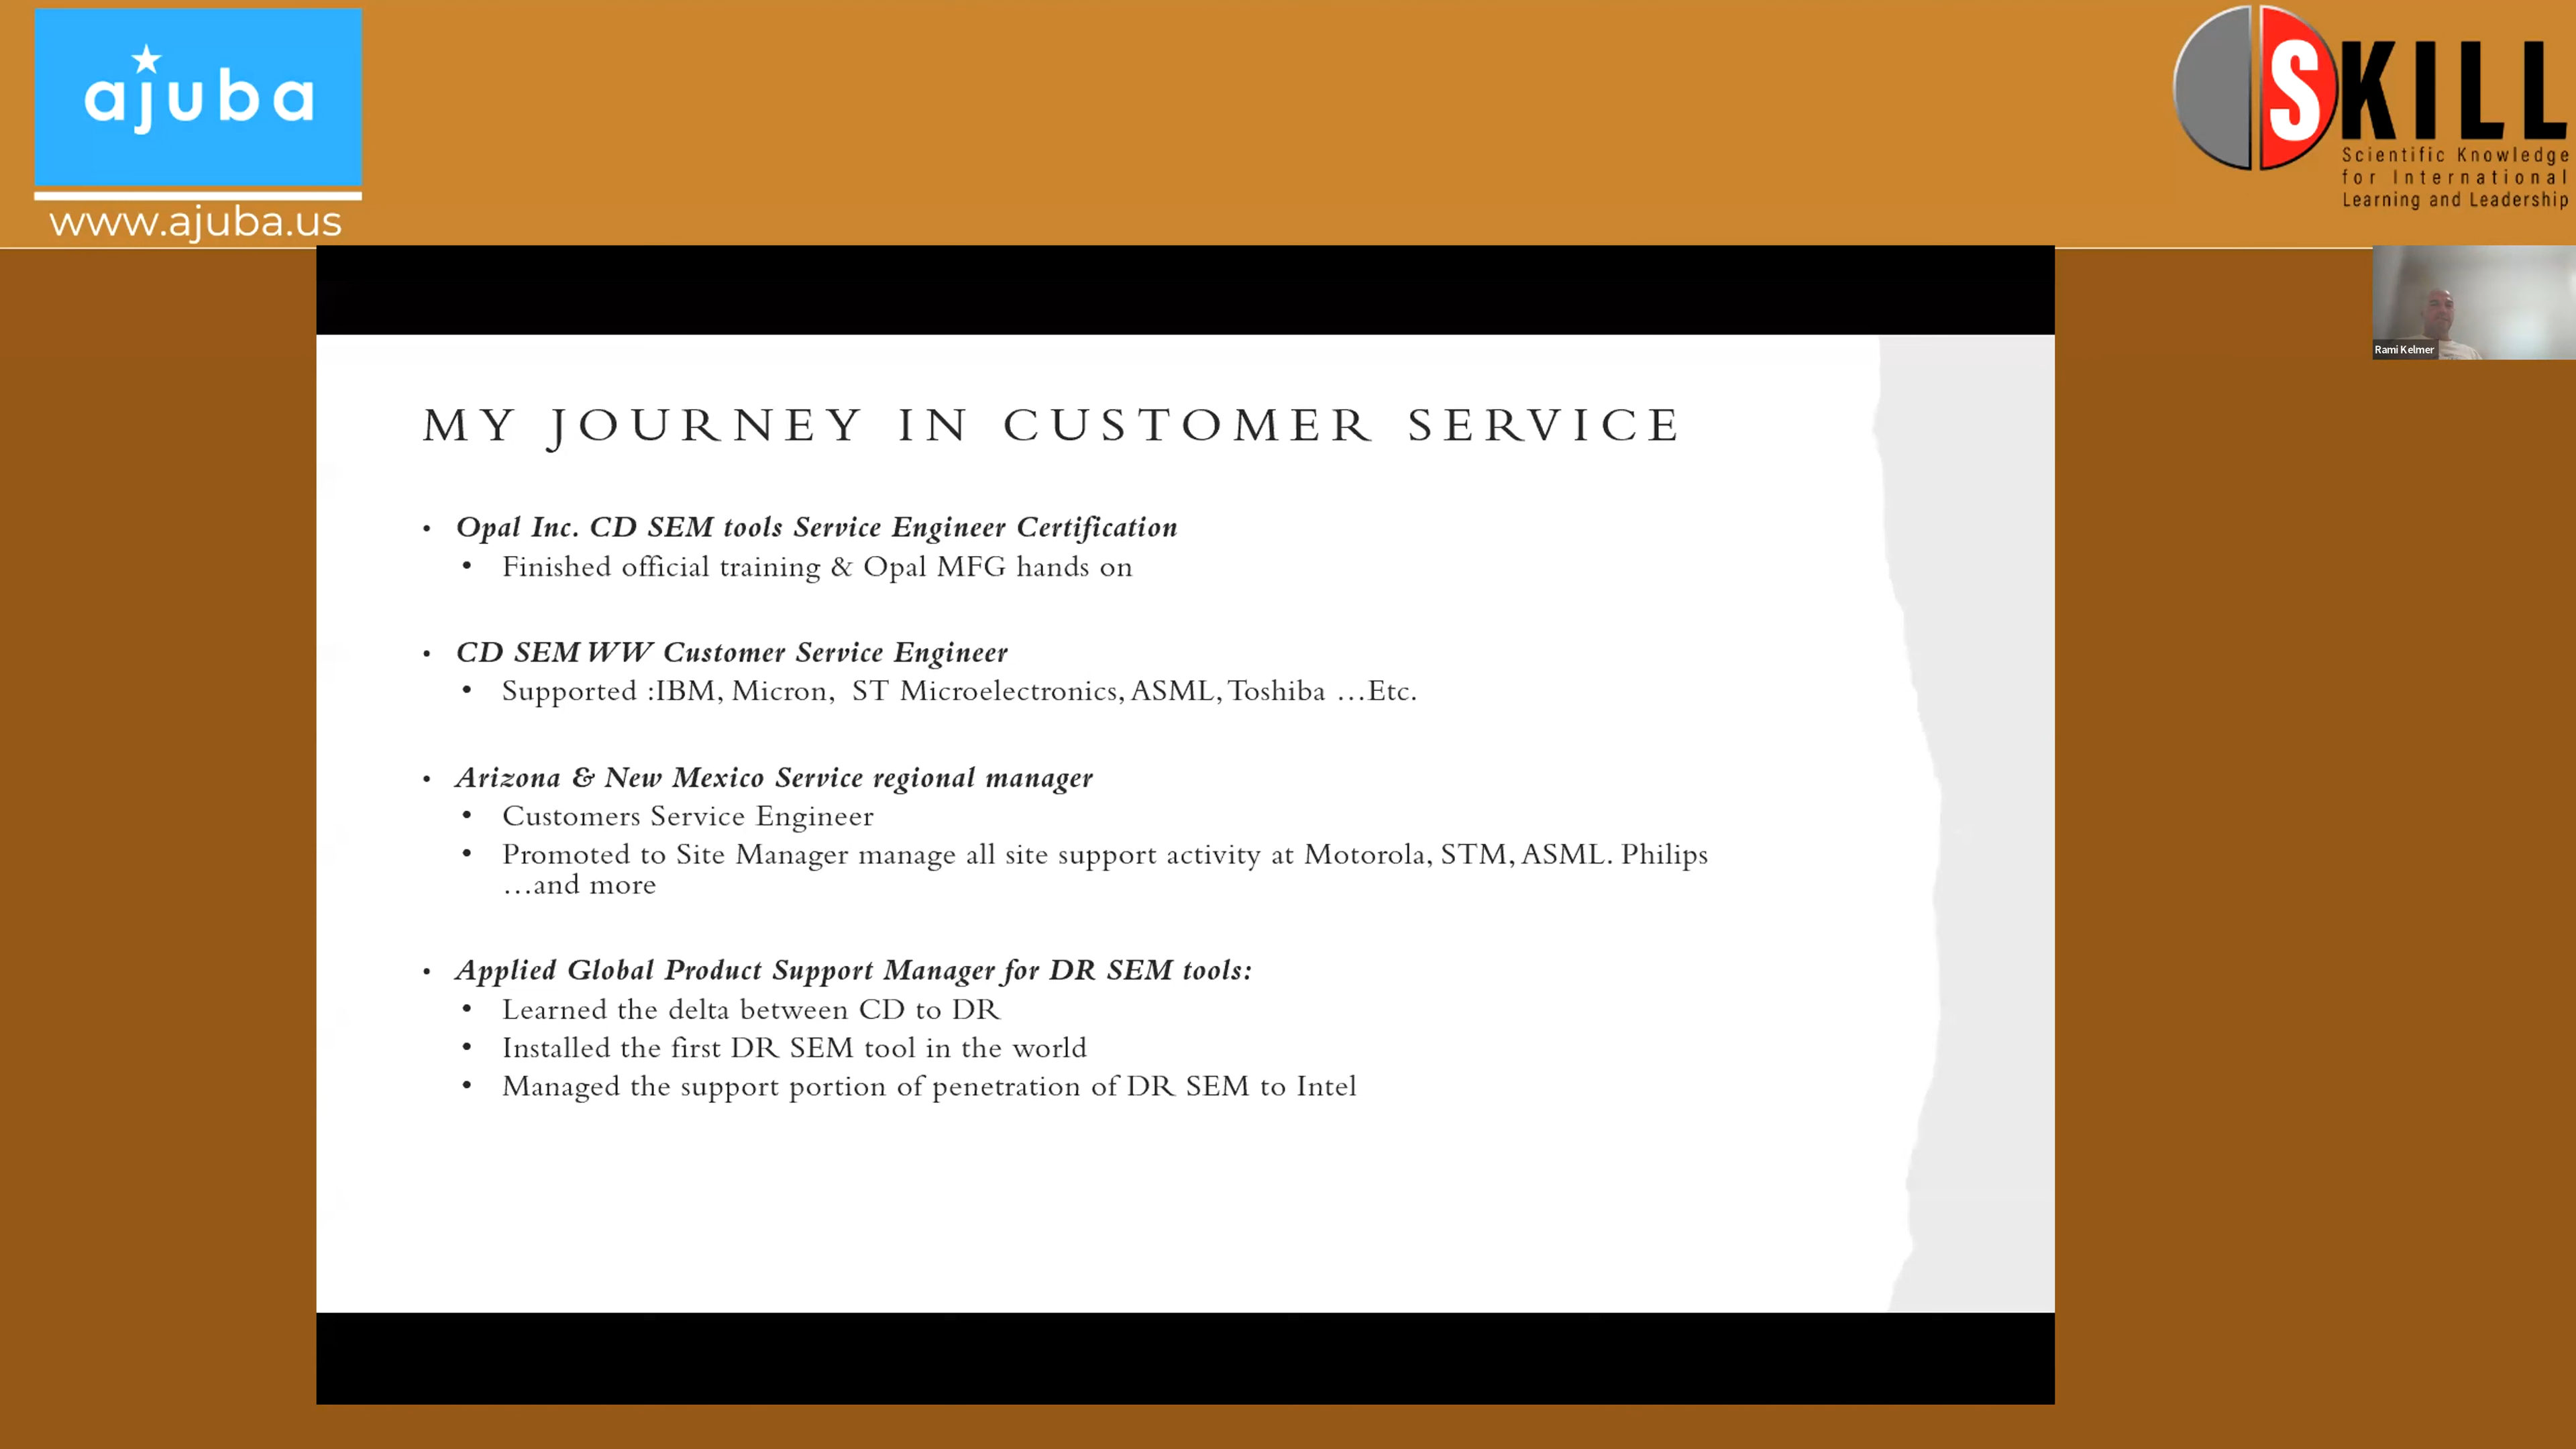 ajuba
www.ajuba.us
SKILL
Scientific Knowledge
for International
Learning and Leadership
Rami Kelmer
MY JOURNEY IN CUSTOMER SERVICE
• Opal Inc. CD SEM tools Service Engineer Certification
• Finished official training & Opal MFG hands on
• CD SEM WW Customer Service Engineer
• Supported :IBM, Micron, ST Microelectronics, ASML, Toshiba …Etc.
• Arizona & New Mexico Service regional manager
• Customers Service Engineer
• Promoted to Site Manager manage all site support activity at Motorola, STM, ASML. Philips
…and more
• Applied Global Product Support Manager for DR SEM tools:
• Learned the delta between CD to DR
• Installed the first DR SEM tool in the world
• Managed the support portion of penetration of DR SEM to Intel